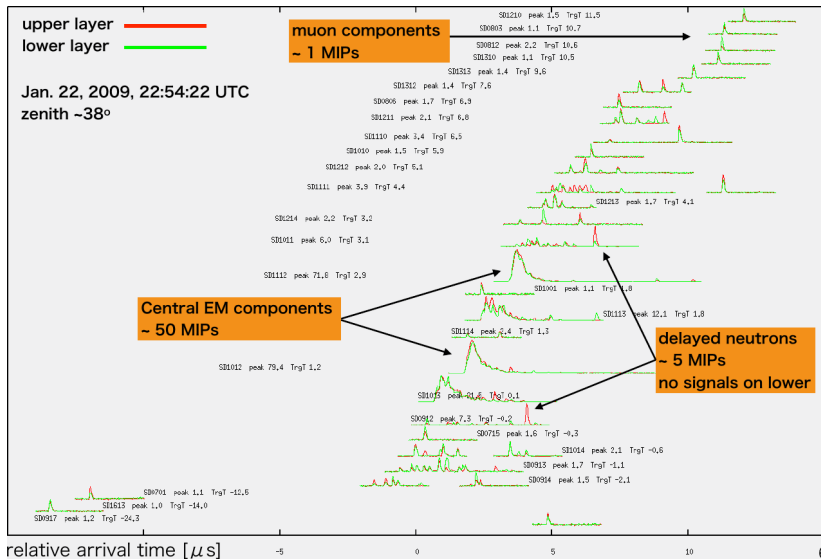 upper layer
lower layer
Jan. 22, 2009, 22:54:22 UTC
zenith ~38°
muon components
~ 1 MIPs
SD1210 peak 1.5 TrgT 11.5
SD0803 peak 1.1 TrgT 10.7
SD0812 peak 2.2 TrgT 10.6
SD1310 peak 1.1 TrgT 10.5
SD1313 peak 1.4 TrgT 9.6
SD1312 peak 1.4 TrgT 7.6
SD0806 peak 1.7 TrgT 6.9
SD1211 peak 2.1 TrgT 6.8
SD1110 peak 3.4 TrgT 6.5
SD1010 peak 1.5 TrgT 5.9
SD1212 peak 2.0 TrgT 5.1
SD1111 peak 3.9 TrgT 4.4
SD1213 peak 1.7 TrgT 4.1
SD1214 peak 2.2 TrgT 3.2
SD1011 peak 6.0 TrgT 3.1
SD1112 peak 71.8 TrgT 2.9
SD1001 peak 1.1 TrgT 1.8
Central EM components
~ 50 MIPs
SD1113 peak 12.1 TrgT 1.8
SD1114 peak 2.4 TrgT 1.3
delayed neutrons
~ 5 MIPs
no signals on lower
SD1012 peak 79.4 TrgT 1.2
SD1013 peak TrgT 0.1
SD0912 peak 7.3 TrgT -0.2
SD0715 peak 1.6 TrgT -0.3
SD1014 peak 2.1 TrgT -0.6
SD0913 peak 1.7 TrgT -1.1
SD0914 peak 1.5 TrgT -2.1
SD0701 peak 1.1 TrgT -12.5
SD1613 peak 1.0 TrgT -14.0
SD0917 peak 1.2 TrgT -24.3
-5 0 5 10
relative arrival time [μs]